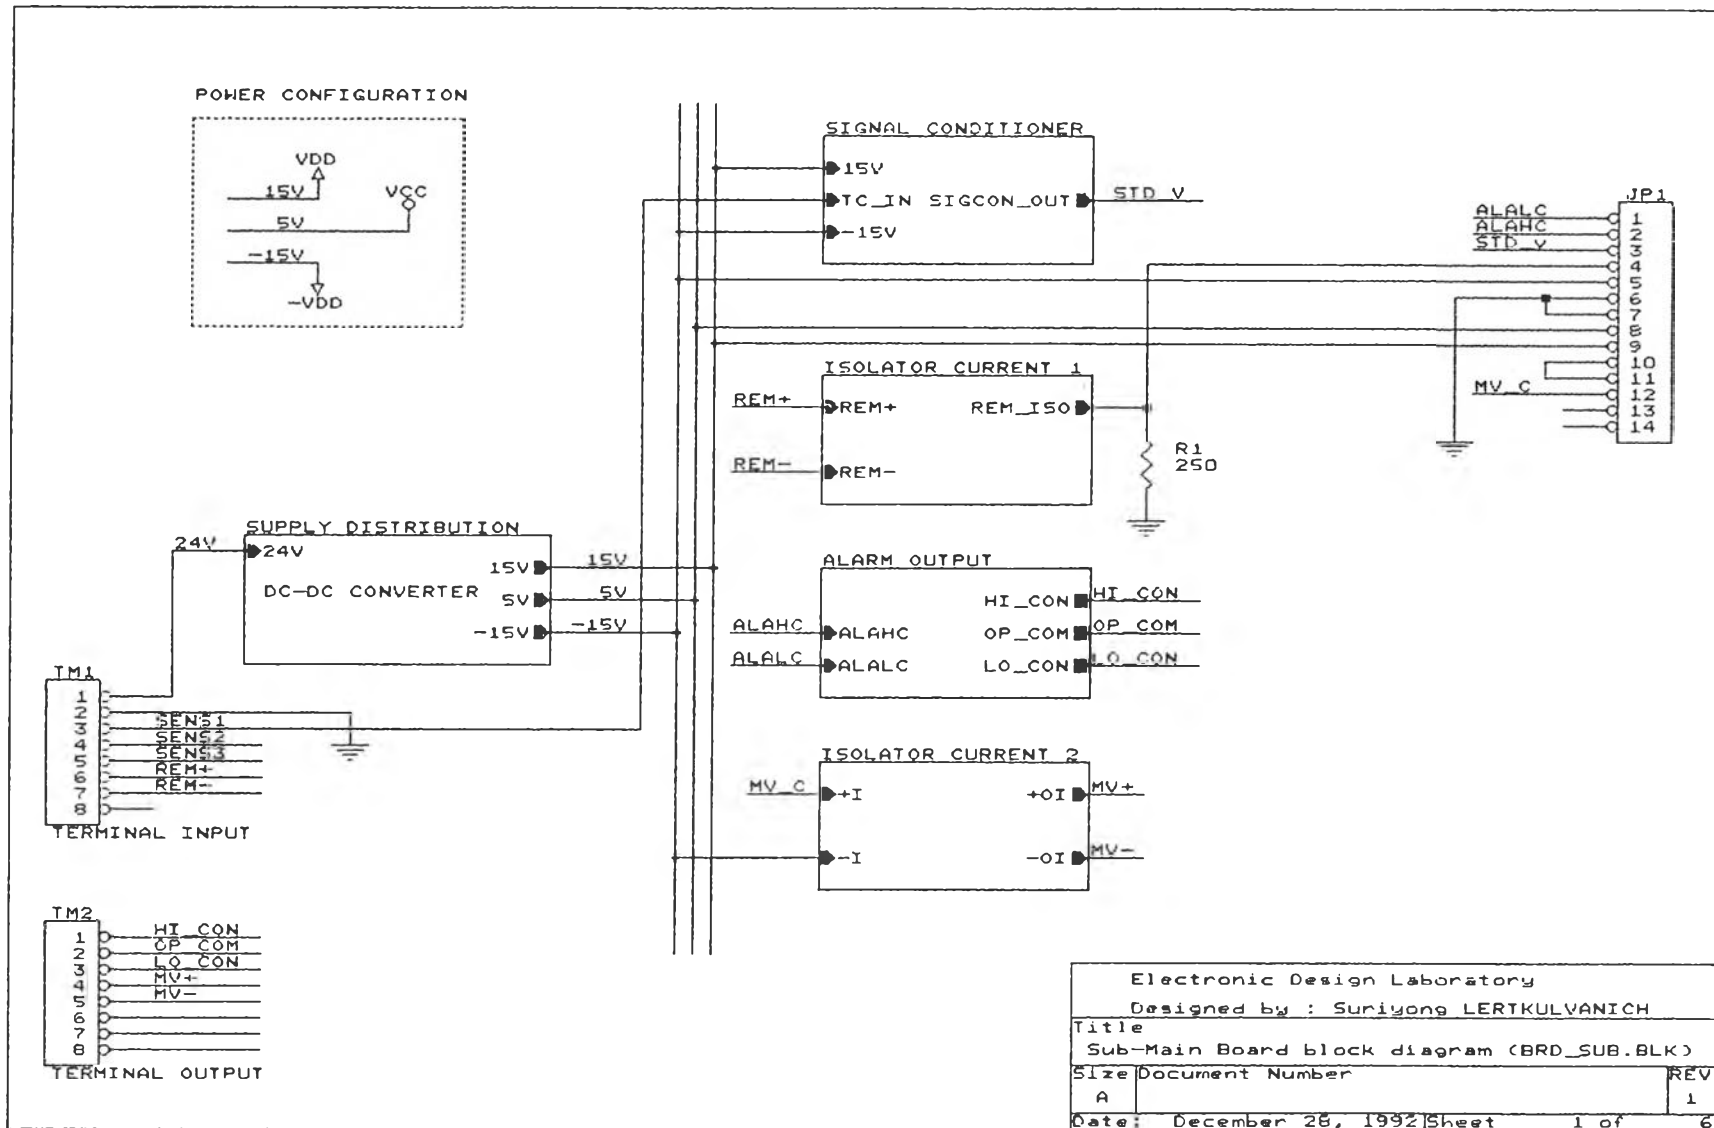 POWER CONFIGURATION
VDD
15V
VCC
5V
-15V
-VDD
SIGNAL CONDITIONER
15V
TC_IN SIGCON_OUT
-15V
STD_V
JP1
ALALC 1
ALAHC 2
STD_v 3
4
5
6
7
8
9
10
11
MV_C 12
13
14
ISOLATOR CURRENT 1
REM+ REM+ REM_ISO
REM- REM-
R1
250
SUPPLY DISTRIBUTION
24V 24V
15V 15V
DC-DC CONVERTER 5V 5V
-15V -15V
ALARM OUTPUT
HI_CON HI_CON
ALAHC ALAHC OP_COM OP_COM
ALALC ALALC LO_CON LO_CON
TM1
1
2
3 SENS1
4 SENS2
5 SENS3
6 REM+
7 REM-
8
TERMINAL INPUT
ISOLATOR CURRENT 2
MV_C +I +OI MV+
-I -OI MV-
TM2
1 HI_CON
2 OP_COM
3 LO_CON
4 MV+
5 MV-
6
7
8
TERMINAL OUTPUT
Electronic Design Laboratory
Designed by : Suriyong LERTKULVANICH
Title
Sub-Main Board block diagram (BRD_SUB.BLK)
Size Document Number REV
A 1
Date: December 28, 1992 Sheet 1 of 6